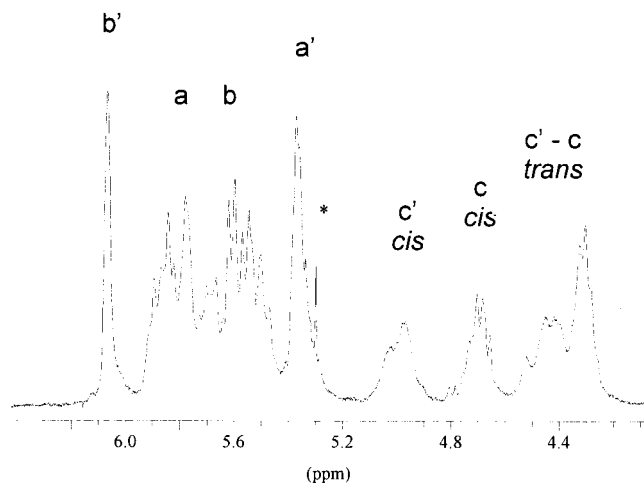 b'
a'
a b
*
c' - c
trans
c' c
cis cis
6.0 5.6 5.2 4.8 4.4
(ppm)